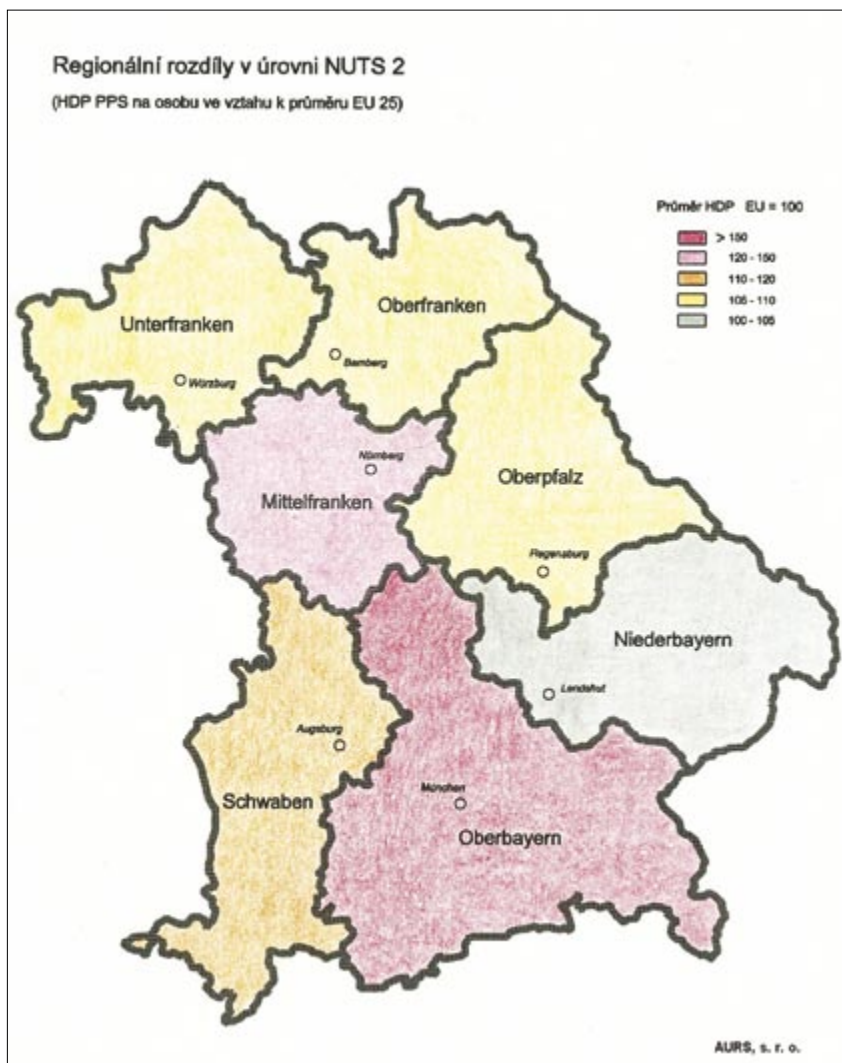 Regionální rozdíly v úrovni NUTS 2
(HDP PPS na osobu ve vztahu k průměru EU 25)
Průměr HDP EU = 100
> 150
120 - 150
110 - 120
105 - 110
100 - 105
Unterfranken
Würzburg
Oberfranken
Bamberg
Nürnberg
Mittelfranken
Oberpfalz
Regensburg
Niederbayern
Landshut
Augsburg
Schwaben
München
Oberbayern
AURS, s. r. o.